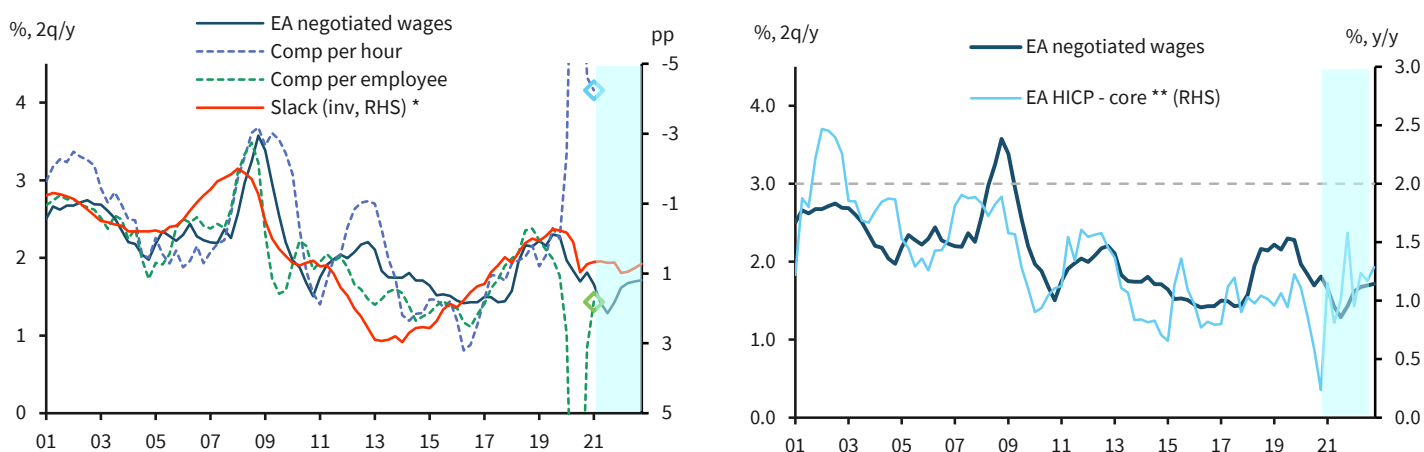 %, 2q/y
EA negotiated wages
Comp per hour
Comp per employee
Slack (inv, RHS) *
pp
4
3
2
1
0
-5
-3
-1
1
3
5
01 03 05 07 09 11 13 15 17 19 21
%, 2q/y
EA negotiated wages
EA HICP - core ** (RHS)
%, y/y
4.0
3.0
2.0
1.0
0.0
3.0
2.5
2.0
1.5
1.0
0.5
0.0
01 03 05 07 09 11 13 15 17 19 21